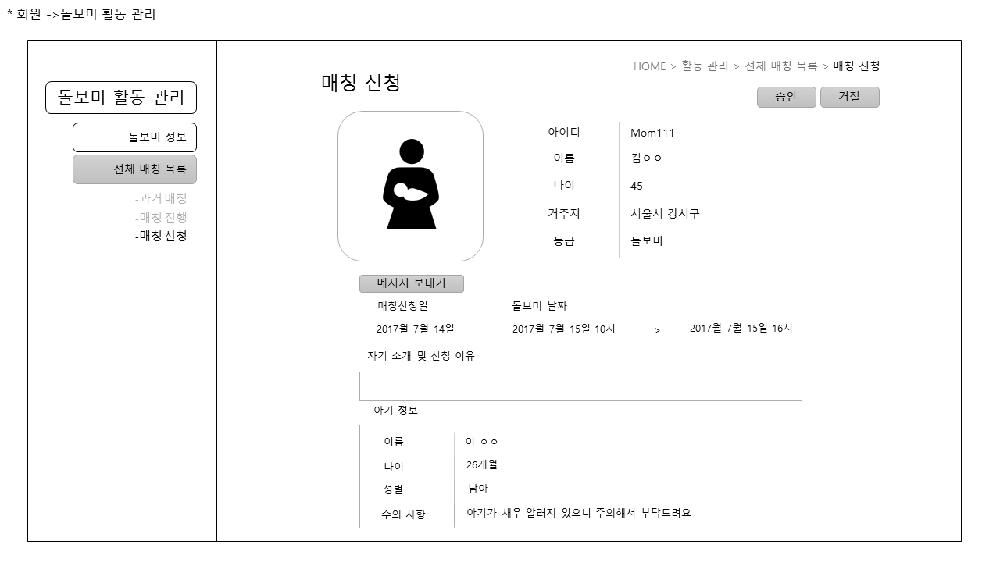 * 회원 ->돌보미 활동 관리
HOME > 활동 관리 > 전체 매칭 목록 > 매칭 신청
매칭 신청
승인 거절
돌보미 활동 관리
돌보미 정보
전체 매칭 목록
-과거 매칭
-매칭 진행
-매칭 신청
아이디 Mom111
이름 김ㅇㅇ
나이 45
거주지 서울시 강서구
등급 돌보미
메시지 보내기
매칭신청일 돌보미 날짜
2017월 7월 14일 2017월 7월 15일 10시 > 2017월 7월 15일 16시
자기 소개 및 신청 이유
아기 정보
이름 이 ㅇㅇ
나이 26개월
성별 남아
주의 사항 아기가 새우 알러지 있으니 주의해서 부탁드려요